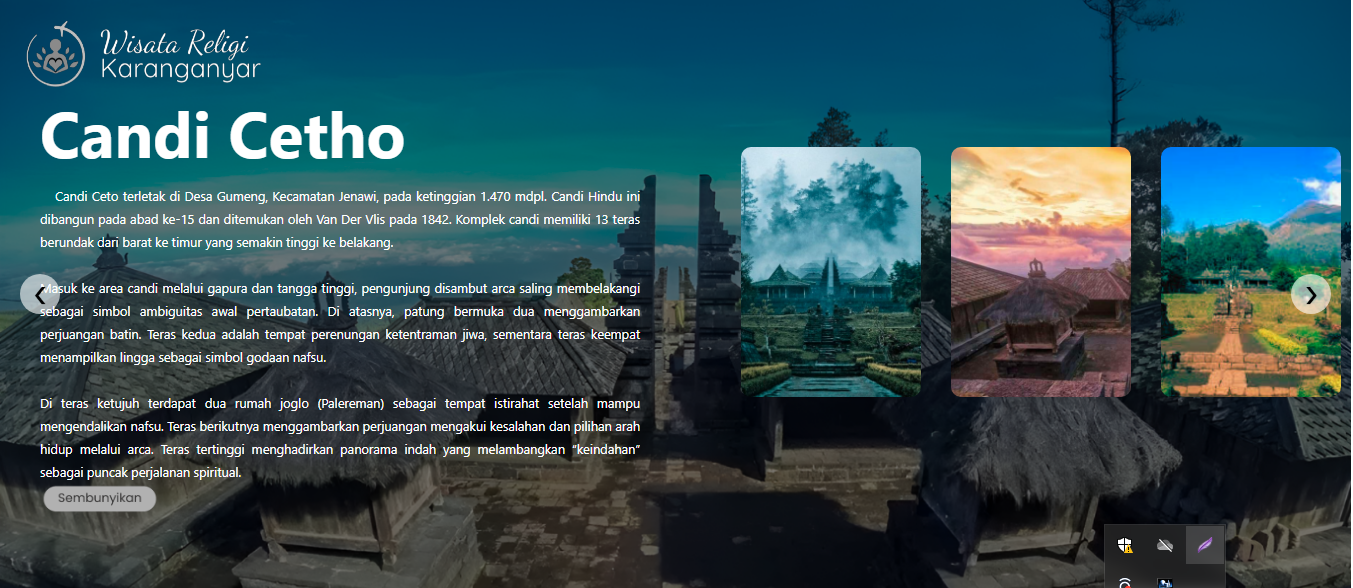 Wisata Religi
Karanganyar
Candi Cetho
Candi Ceto terletak di Desa Gumeng, Kecamatan Jenawi, pada ketinggian 1.470 mdpl. Candi Hindu ini
dibangun pada abad ke-15 dan ditemukan oleh Van Der Vlis pada 1842. Komplek candi memiliki 13 teras
berundak dari barat ke timur yang semakin tinggi ke belakang.
Masuk ke area candi melalui gapura dan tangga tinggi, pengunjung disambut arca saling membelakangi
sebagai simbol ambiguitas awal pertaubatan. Di atasnya, patung bermuka dua menggambarkan
perjuangan batin. Teras kedua adalah tempat perenungan ketentraman jiwa, sementara teras keempat
menampilkan lingga sebagai simbol godaan nafsu.
Di teras ketujuh terdapat dua rumah joglo (Palereman) sebagai tempat istirahat setelah mampu
mengendalikan nafsu. Teras berikutnya menggambarkan perjuangan mengakui kesalahan dan pilihan arah
hidup melalui arca. Teras tertinggi menghadirkan panorama indah yang melambangkan “keindahan”
sebagai puncak perjalanan spiritual.
Sembunyikan